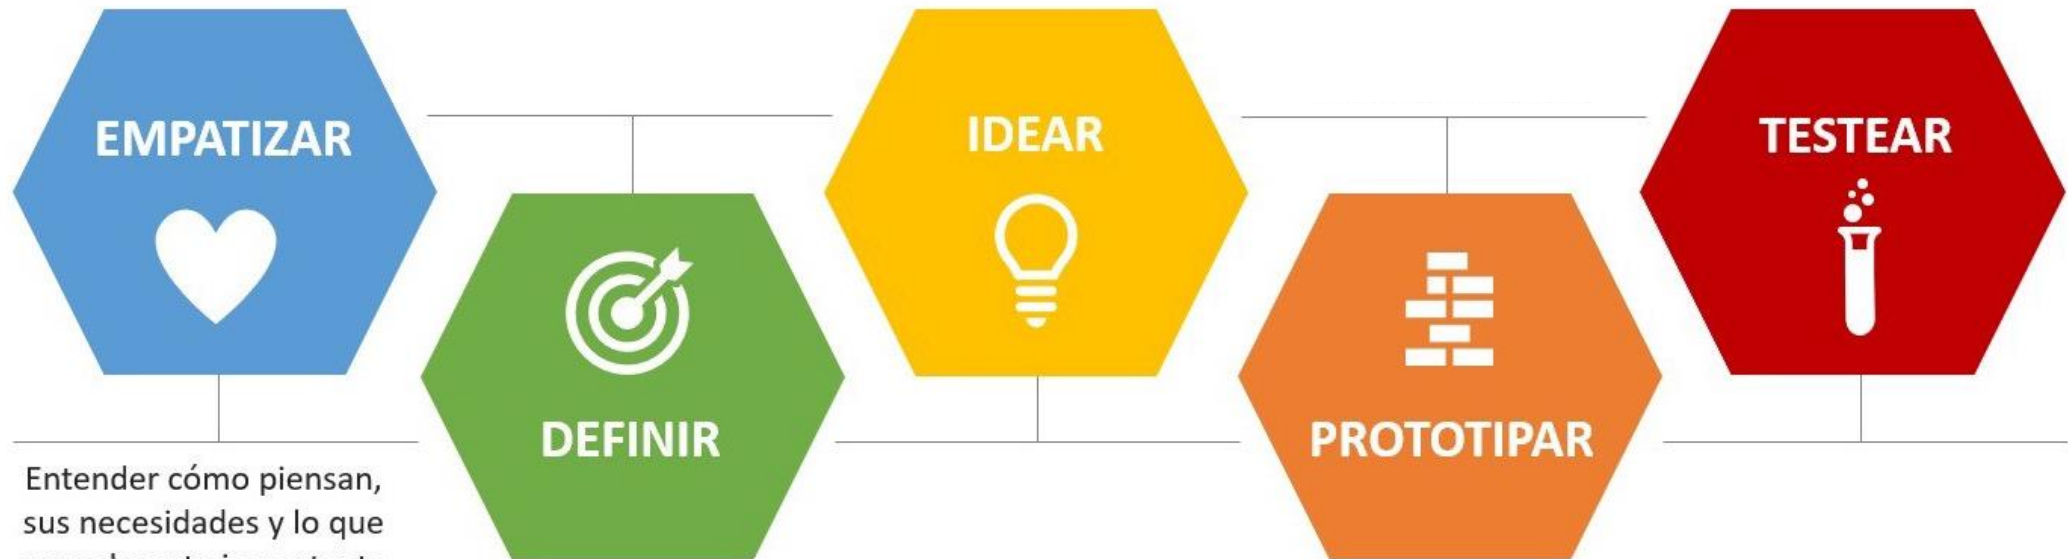 EMPATIZAR
DEFINIR
IDEAR
PROTOTIPAR
TESTEAR
Entender cómo piensan,
sus necesidades y lo que